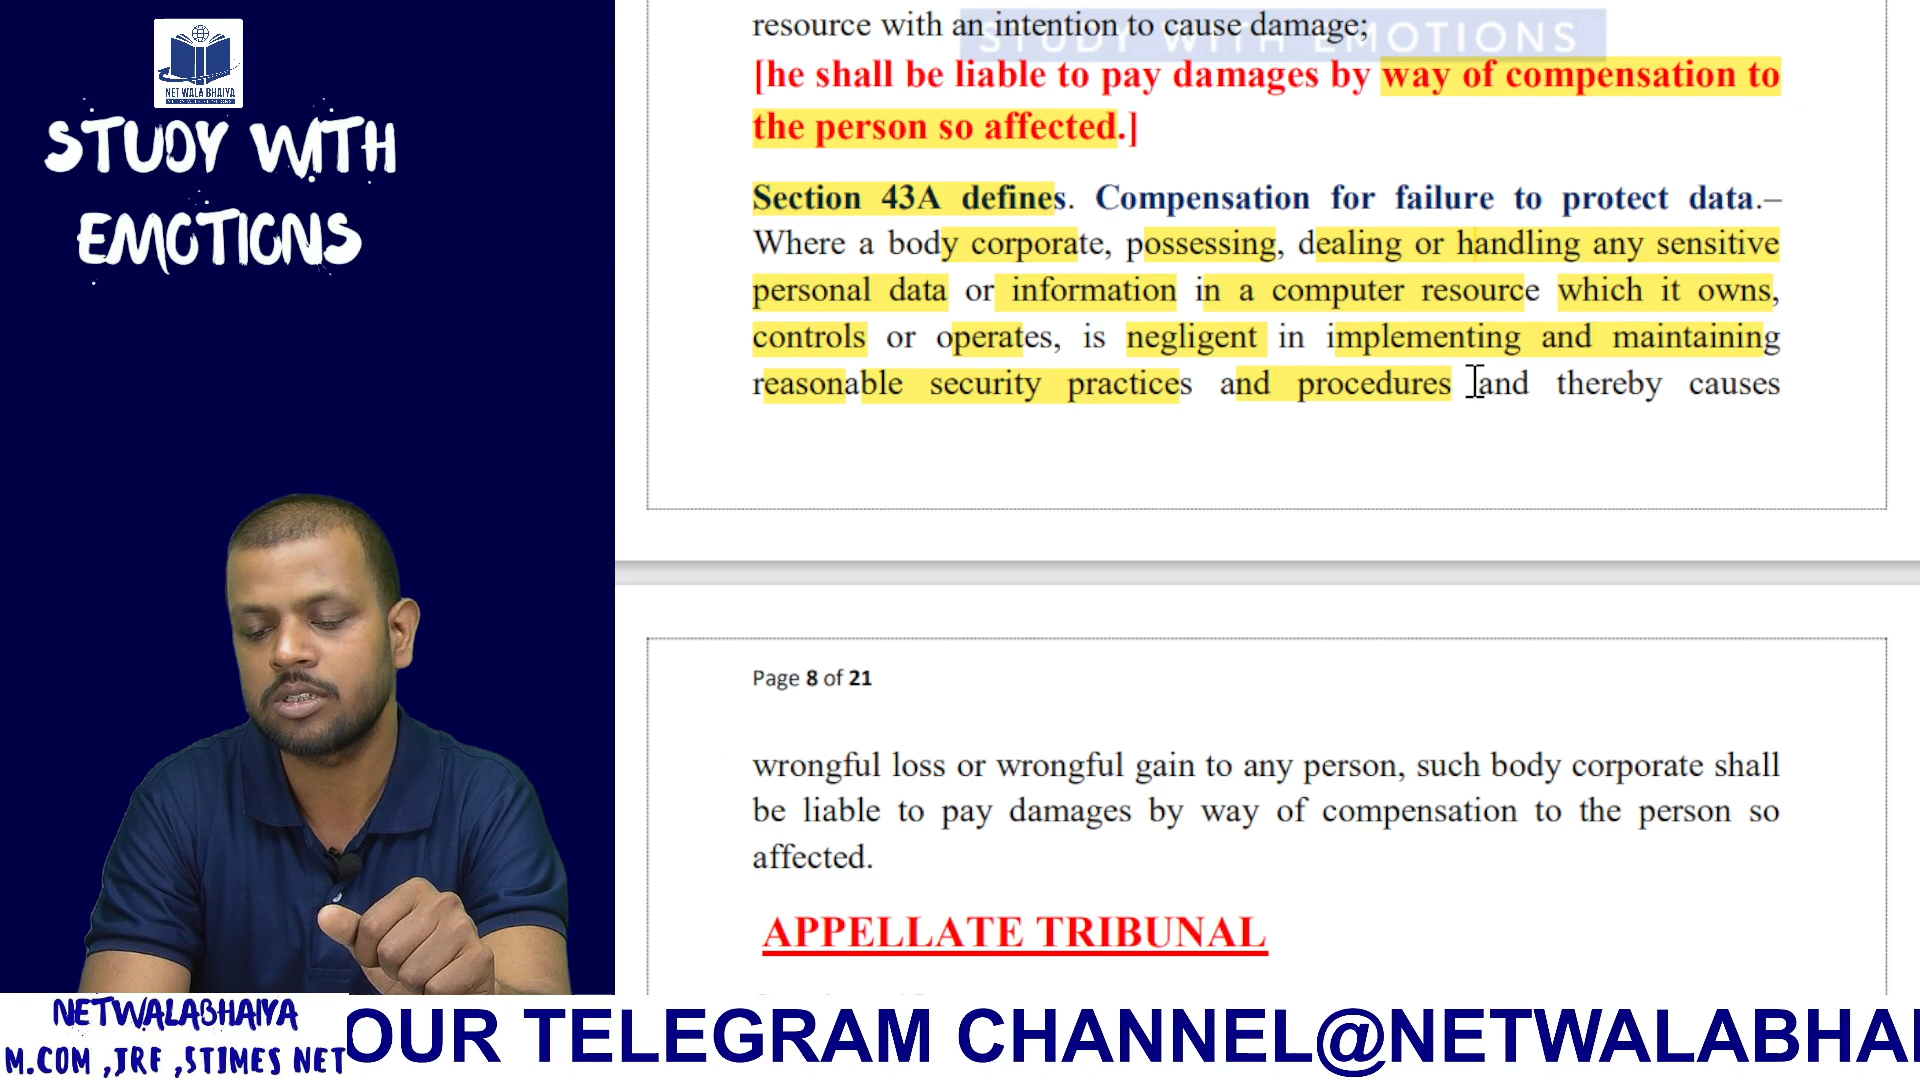 NET WALA BHAIYA
STUDY WITH
EMOTIONS
STUDY WITH EMOTIONS
resource with an intention to cause damage;
[he shall be liable to pay damages by way of compensation to
the person so affected.]
Section 43A defines. Compensation for failure to protect data.–
Where a body corporate, possessing, dealing or handling any sensitive
personal data or information in a computer resource which it owns,
controls or operates, is negligent in implementing and maintaining
reasonable security practices and procedures and thereby causes
Page 8 of 21
wrongful loss or wrongful gain to any person, such body corporate shall
be liable to pay damages by way of compensation to the person so
affected.
APPELLATE TRIBUNAL
NETWALABHAIYA
M.COM ,JRF ,5TIMES NET
OUR TELEGRAM CHANNEL@NETWALABHAI